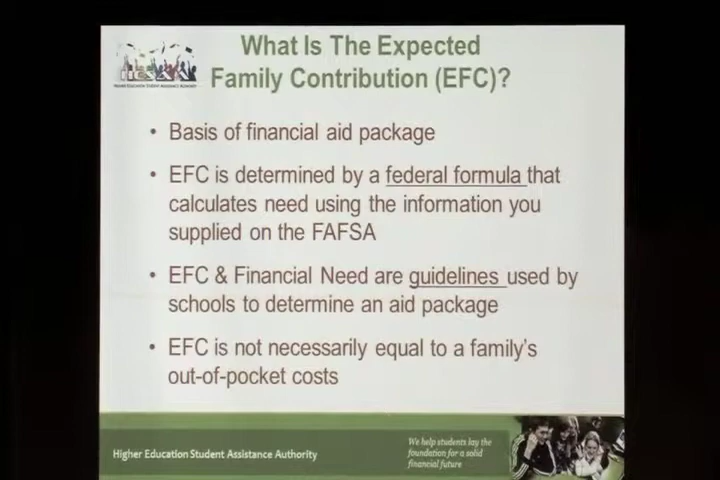 What Is The Expected
Family Contribution (EFC)?
• Basis of financial aid package
• EFC is determined by a federal formula that
calculates need using the information you
supplied on the FAFSA
• EFC & Financial Need are guidelines used by
schools to determine an aid package
• EFC is not necessarily equal to a family's
out-of-pocket costs
Higher Education Student Assistance Authority
We help students lay the
foundation for a solid
financial future